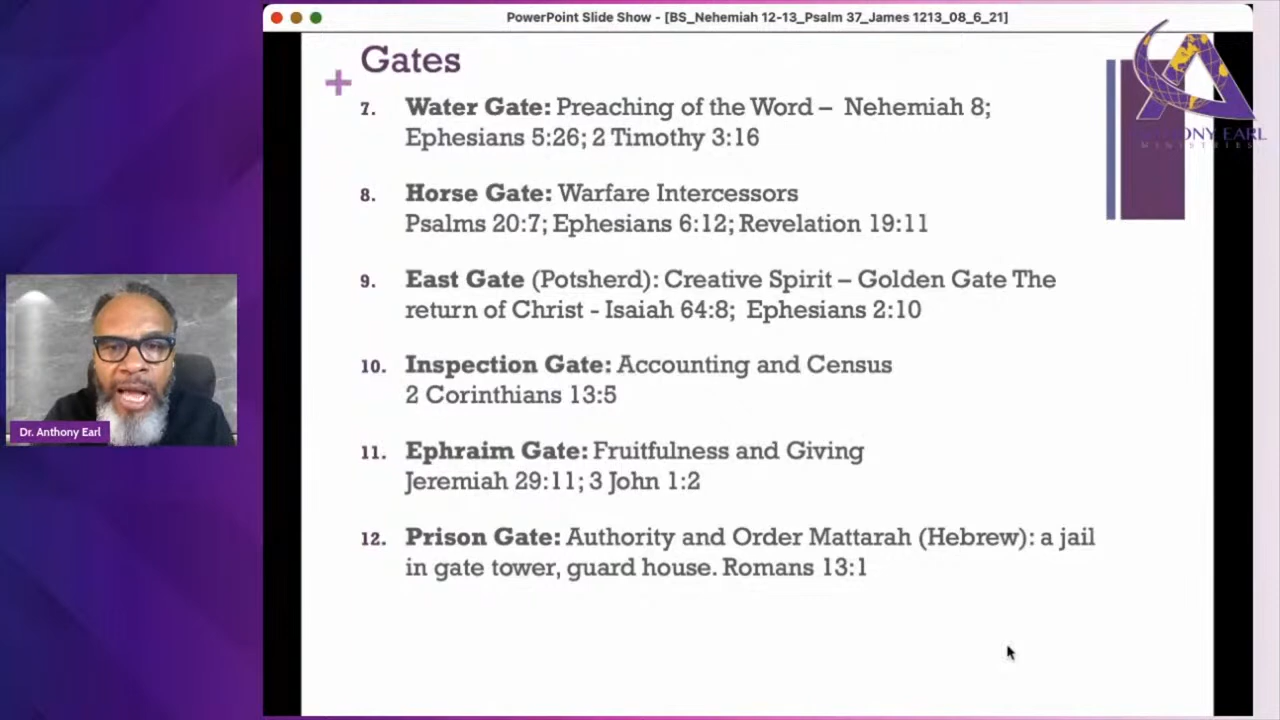 PowerPoint Slide Show - [BS_Nehemiah 12-13_Psalm 37_James 1213_08_6_21]
Gates
7. Water Gate: Preaching of the Word – Nehemiah 8;
Ephesians 5:26; 2 Timothy 3:16
8. Horse Gate: Warfare Intercessors
Psalms 20:7; Ephesians 6:12; Revelation 19:11
9. East Gate (Potsherd): Creative Spirit – Golden Gate The
return of Christ - Isaiah 64:8; Ephesians 2:10
10. Inspection Gate: Accounting and Census
2 Corinthians 13:5
11. Ephraim Gate: Fruitfulness and Giving
Jeremiah 29:11; 3 John 1:2
12. Prison Gate: Authority and Order Mattarah (Hebrew): a jail
in gate tower, guard house. Romans 13:1
Dr. Anthony Earl
ANTHONY EARL
MINISTRIES